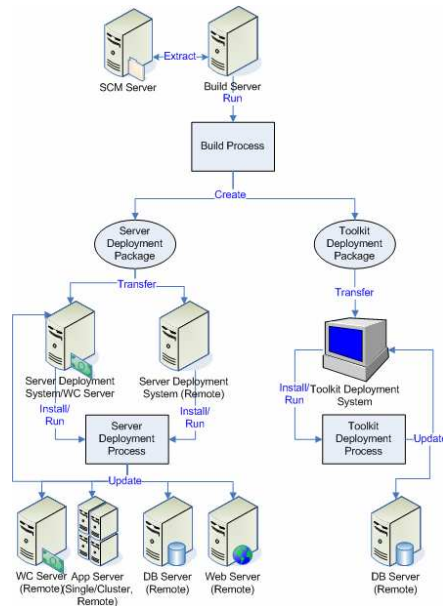 Extract
SCM Server
Build Server
Run
Build Process
Create
Server
Deployment
Package
Toolkit
Deployment
Package
Transfer
Transfer
Server Deployment
System/WC Server
Server Deployment
System (Remote)
Toolkit Deployment
System
Install/
Run
Install/
Run
Install/
Run
Server
Deployment
Process
Toolkit
Deployment
Process
Update
Update
WC Server
(Remote)
App Server
(Single/Cluster,
Remote)
DB Server
(Remote)
Web Server
(Remote)
DB Server
(Remote)